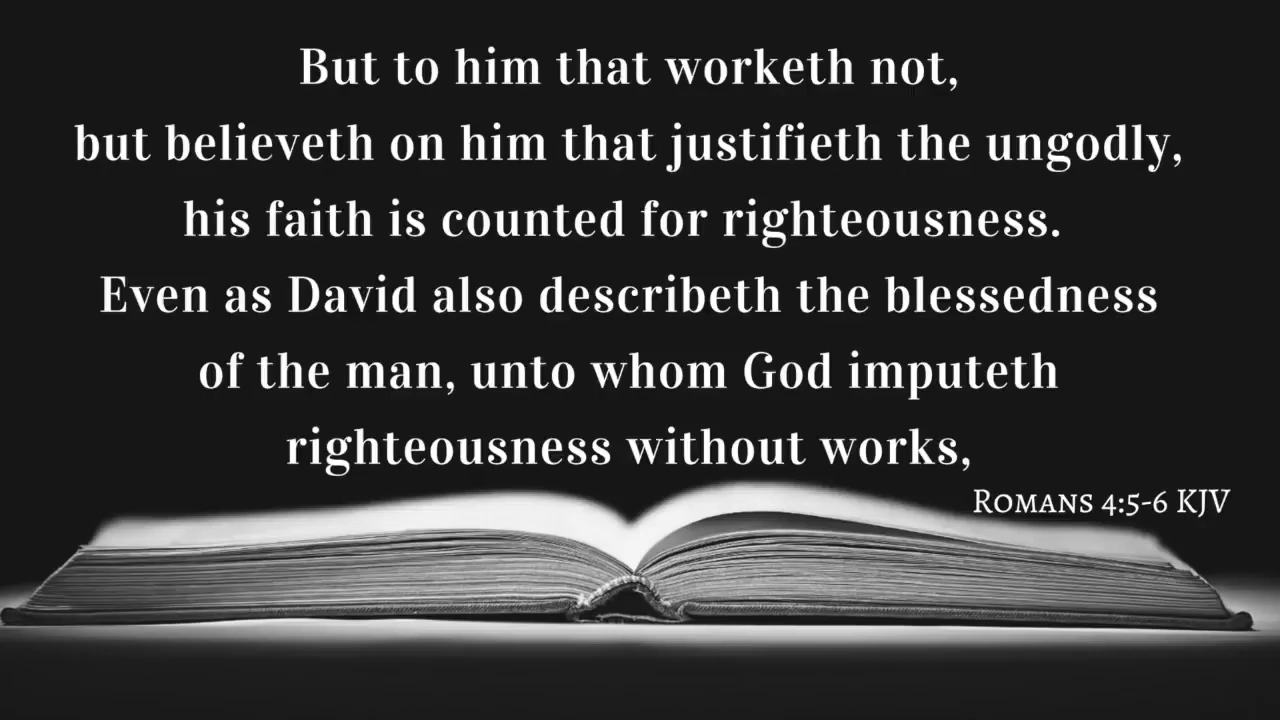 But to him that worketh not,
but believeth on him that justifieth the ungodly,
his faith is counted for righteousness.
Even as David also describeth the blessedness
of the man, unto whom God imputeth
righteousness without works,
Romans 4:5-6 KJV